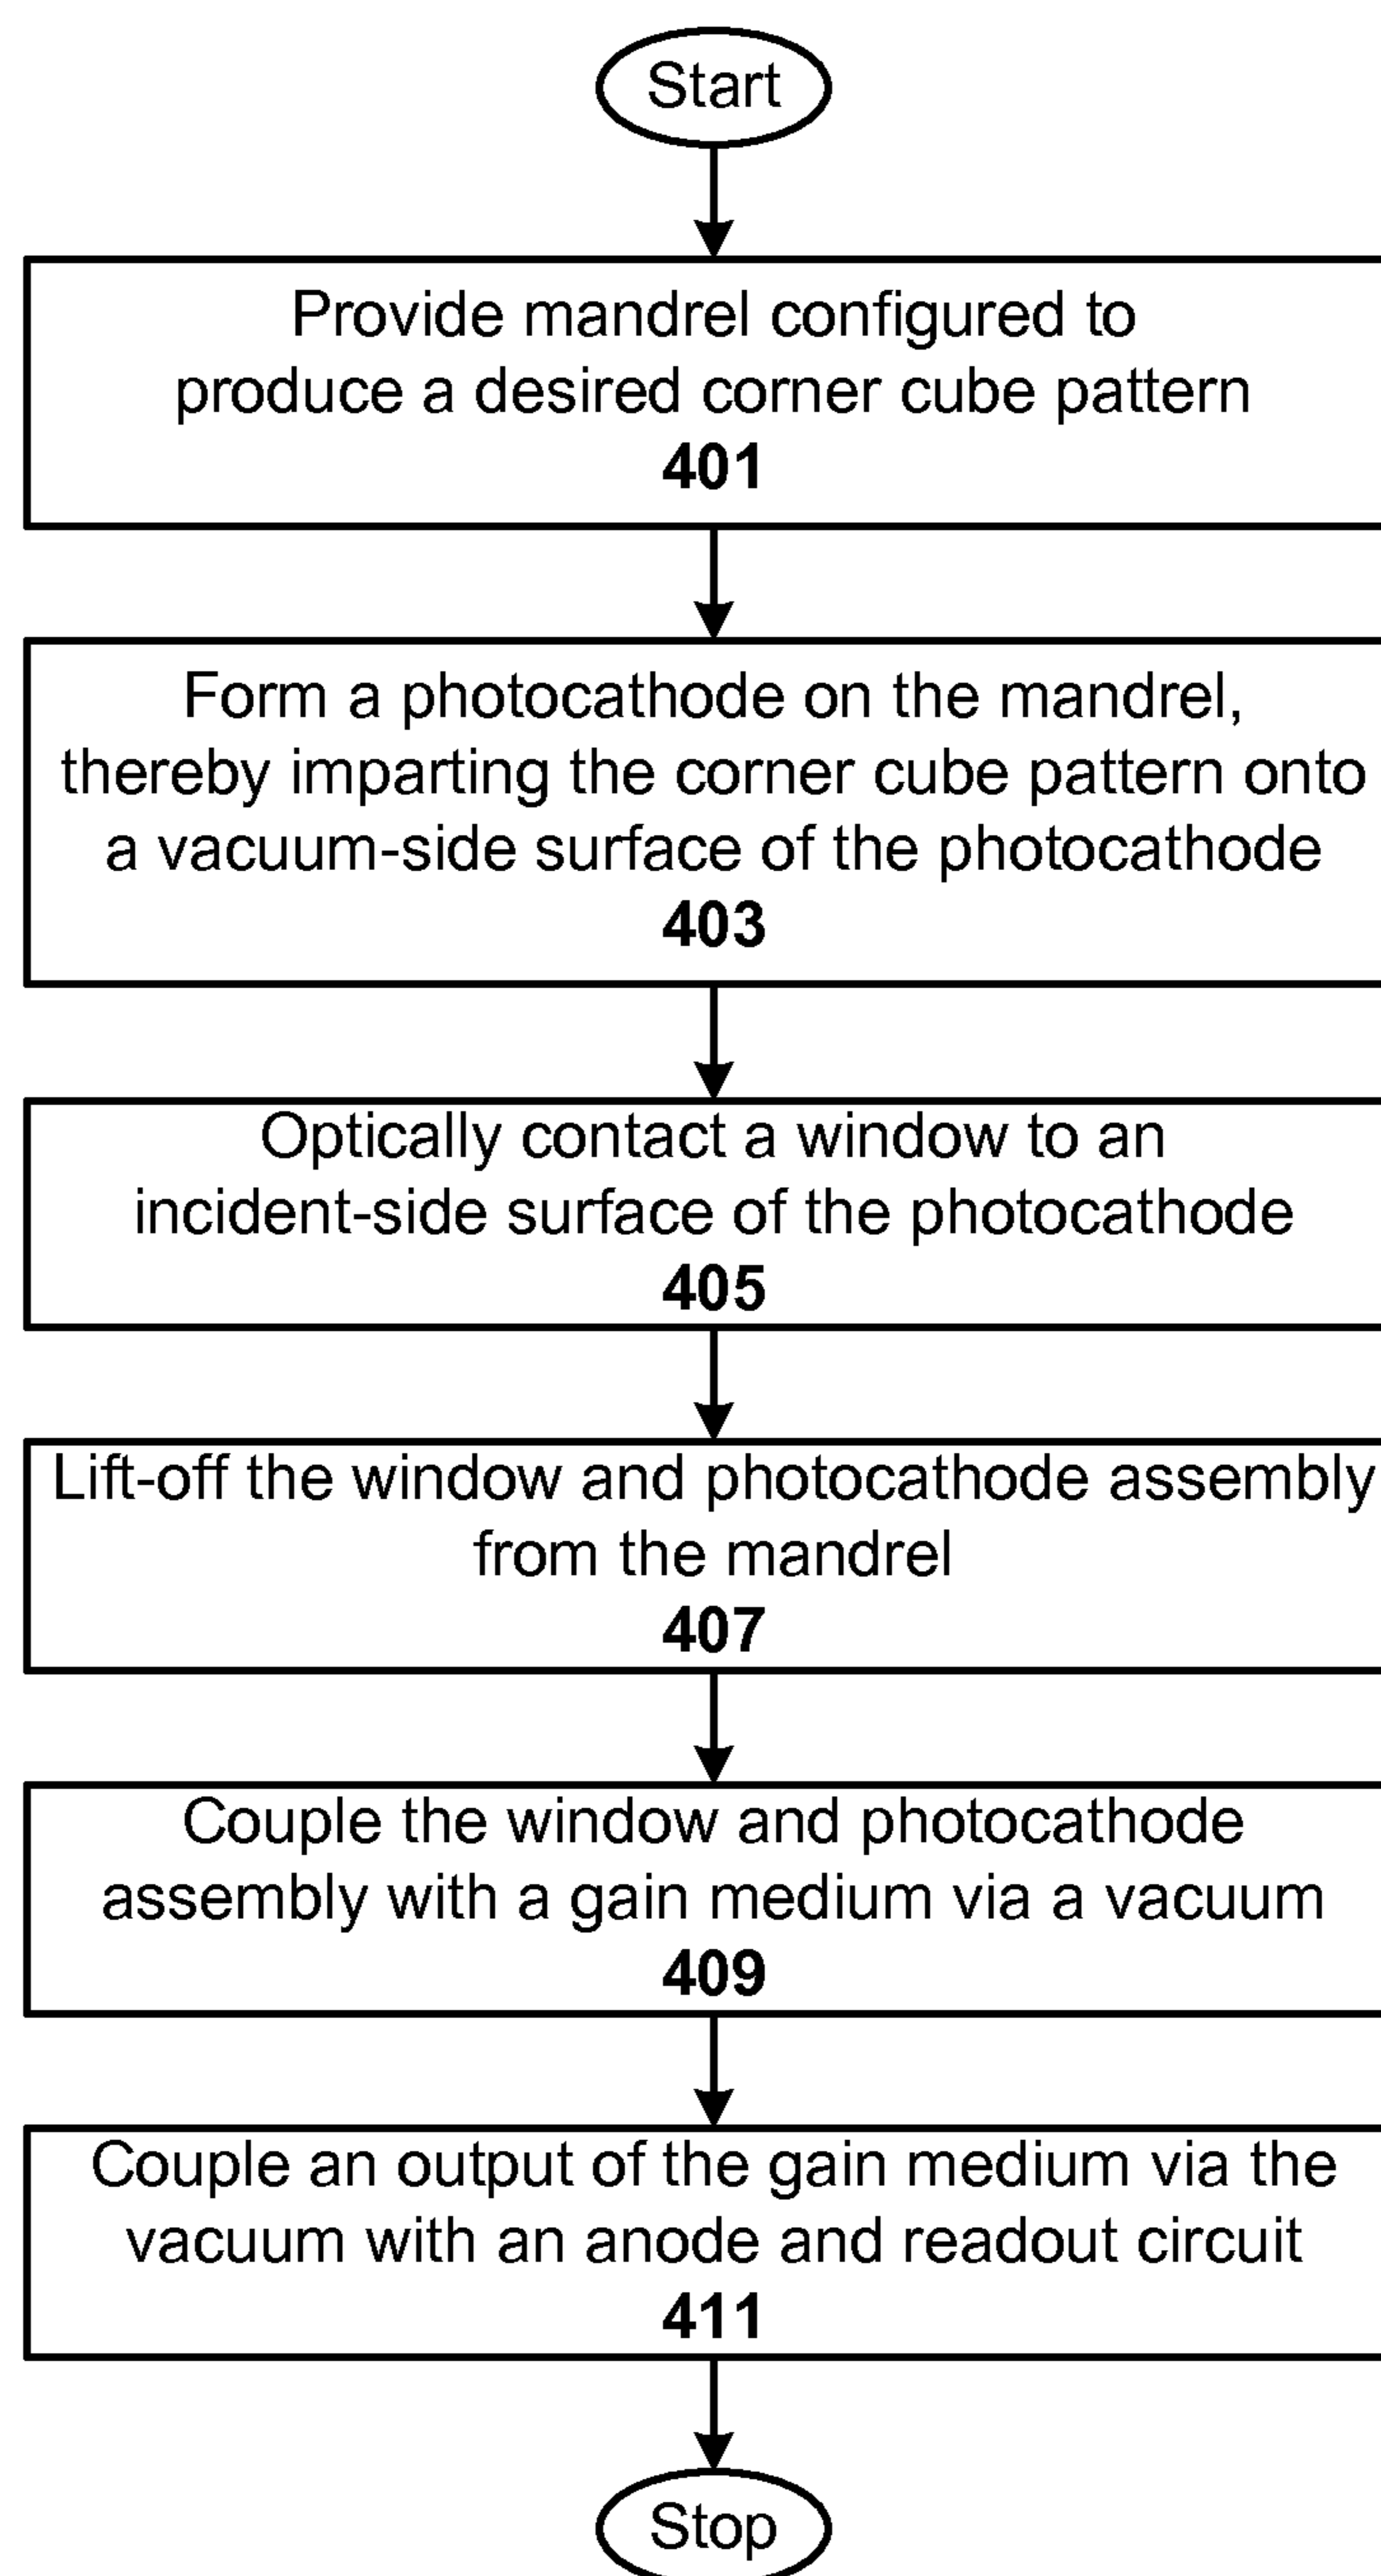 Start
Provide mandrel configured to
produce a desired corner cube pattern
401
Form a photocathode on the mandrel,
thereby imparting the corner cube pattern onto
a vacuum-side surface of the photocathode
403
Optically contact a window to an
incident-side surface of the photocathode
405
Lift-off the window and photocathode assembly
from the mandrel
407
Couple the window and photocathode
assembly with a gain medium via a vacuum
409
Couple an output of the gain medium via the
vacuum with an anode and readout circuit
411
Stop